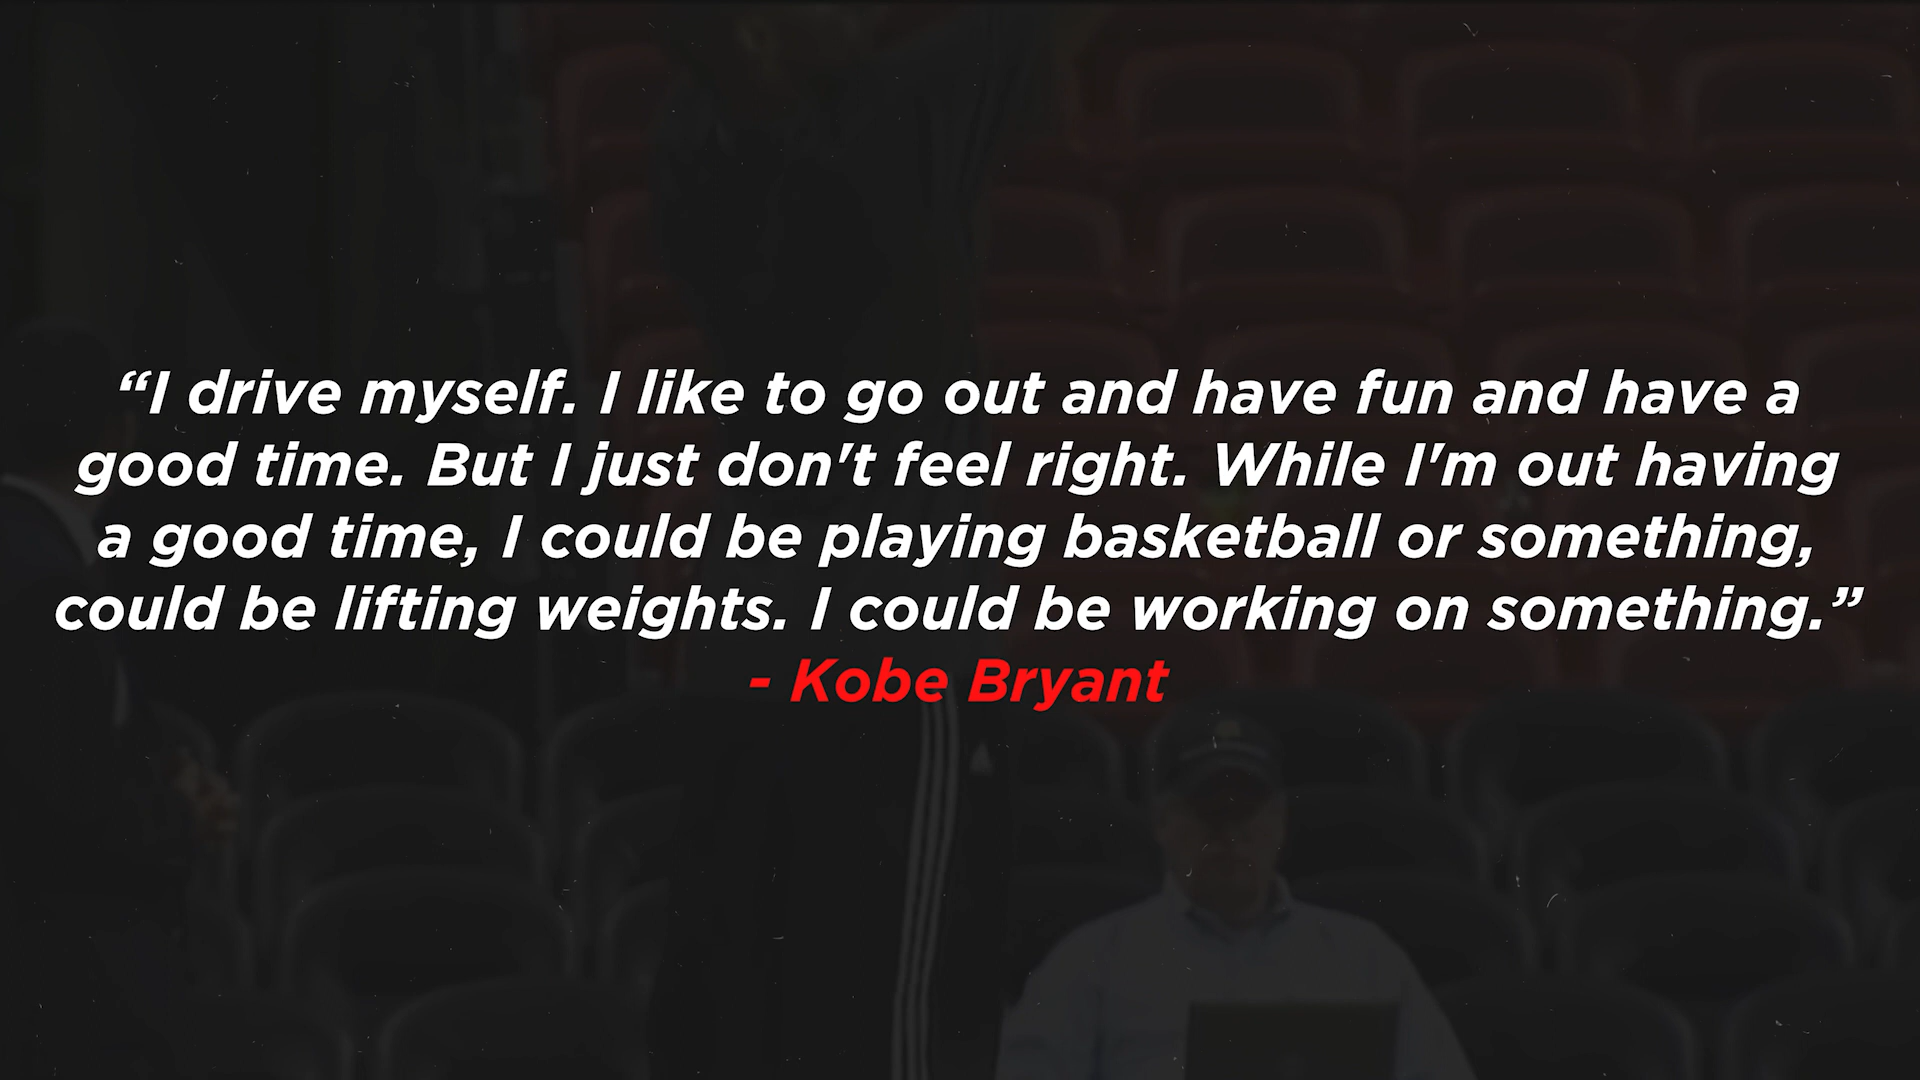 “I drive myself. I like to go out and have fun and have a
good time. But I just don't feel right. While I'm out having
a good time, I could be playing basketball or something,
could be lifting weights. I could be working on something.”
- Kobe Bryant